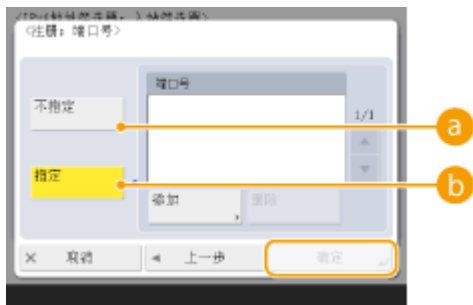 <注册：端口号>
端口号
不指定
1/1
a
指定
b
添加
删除
× 取消
◄ 上一步
确定